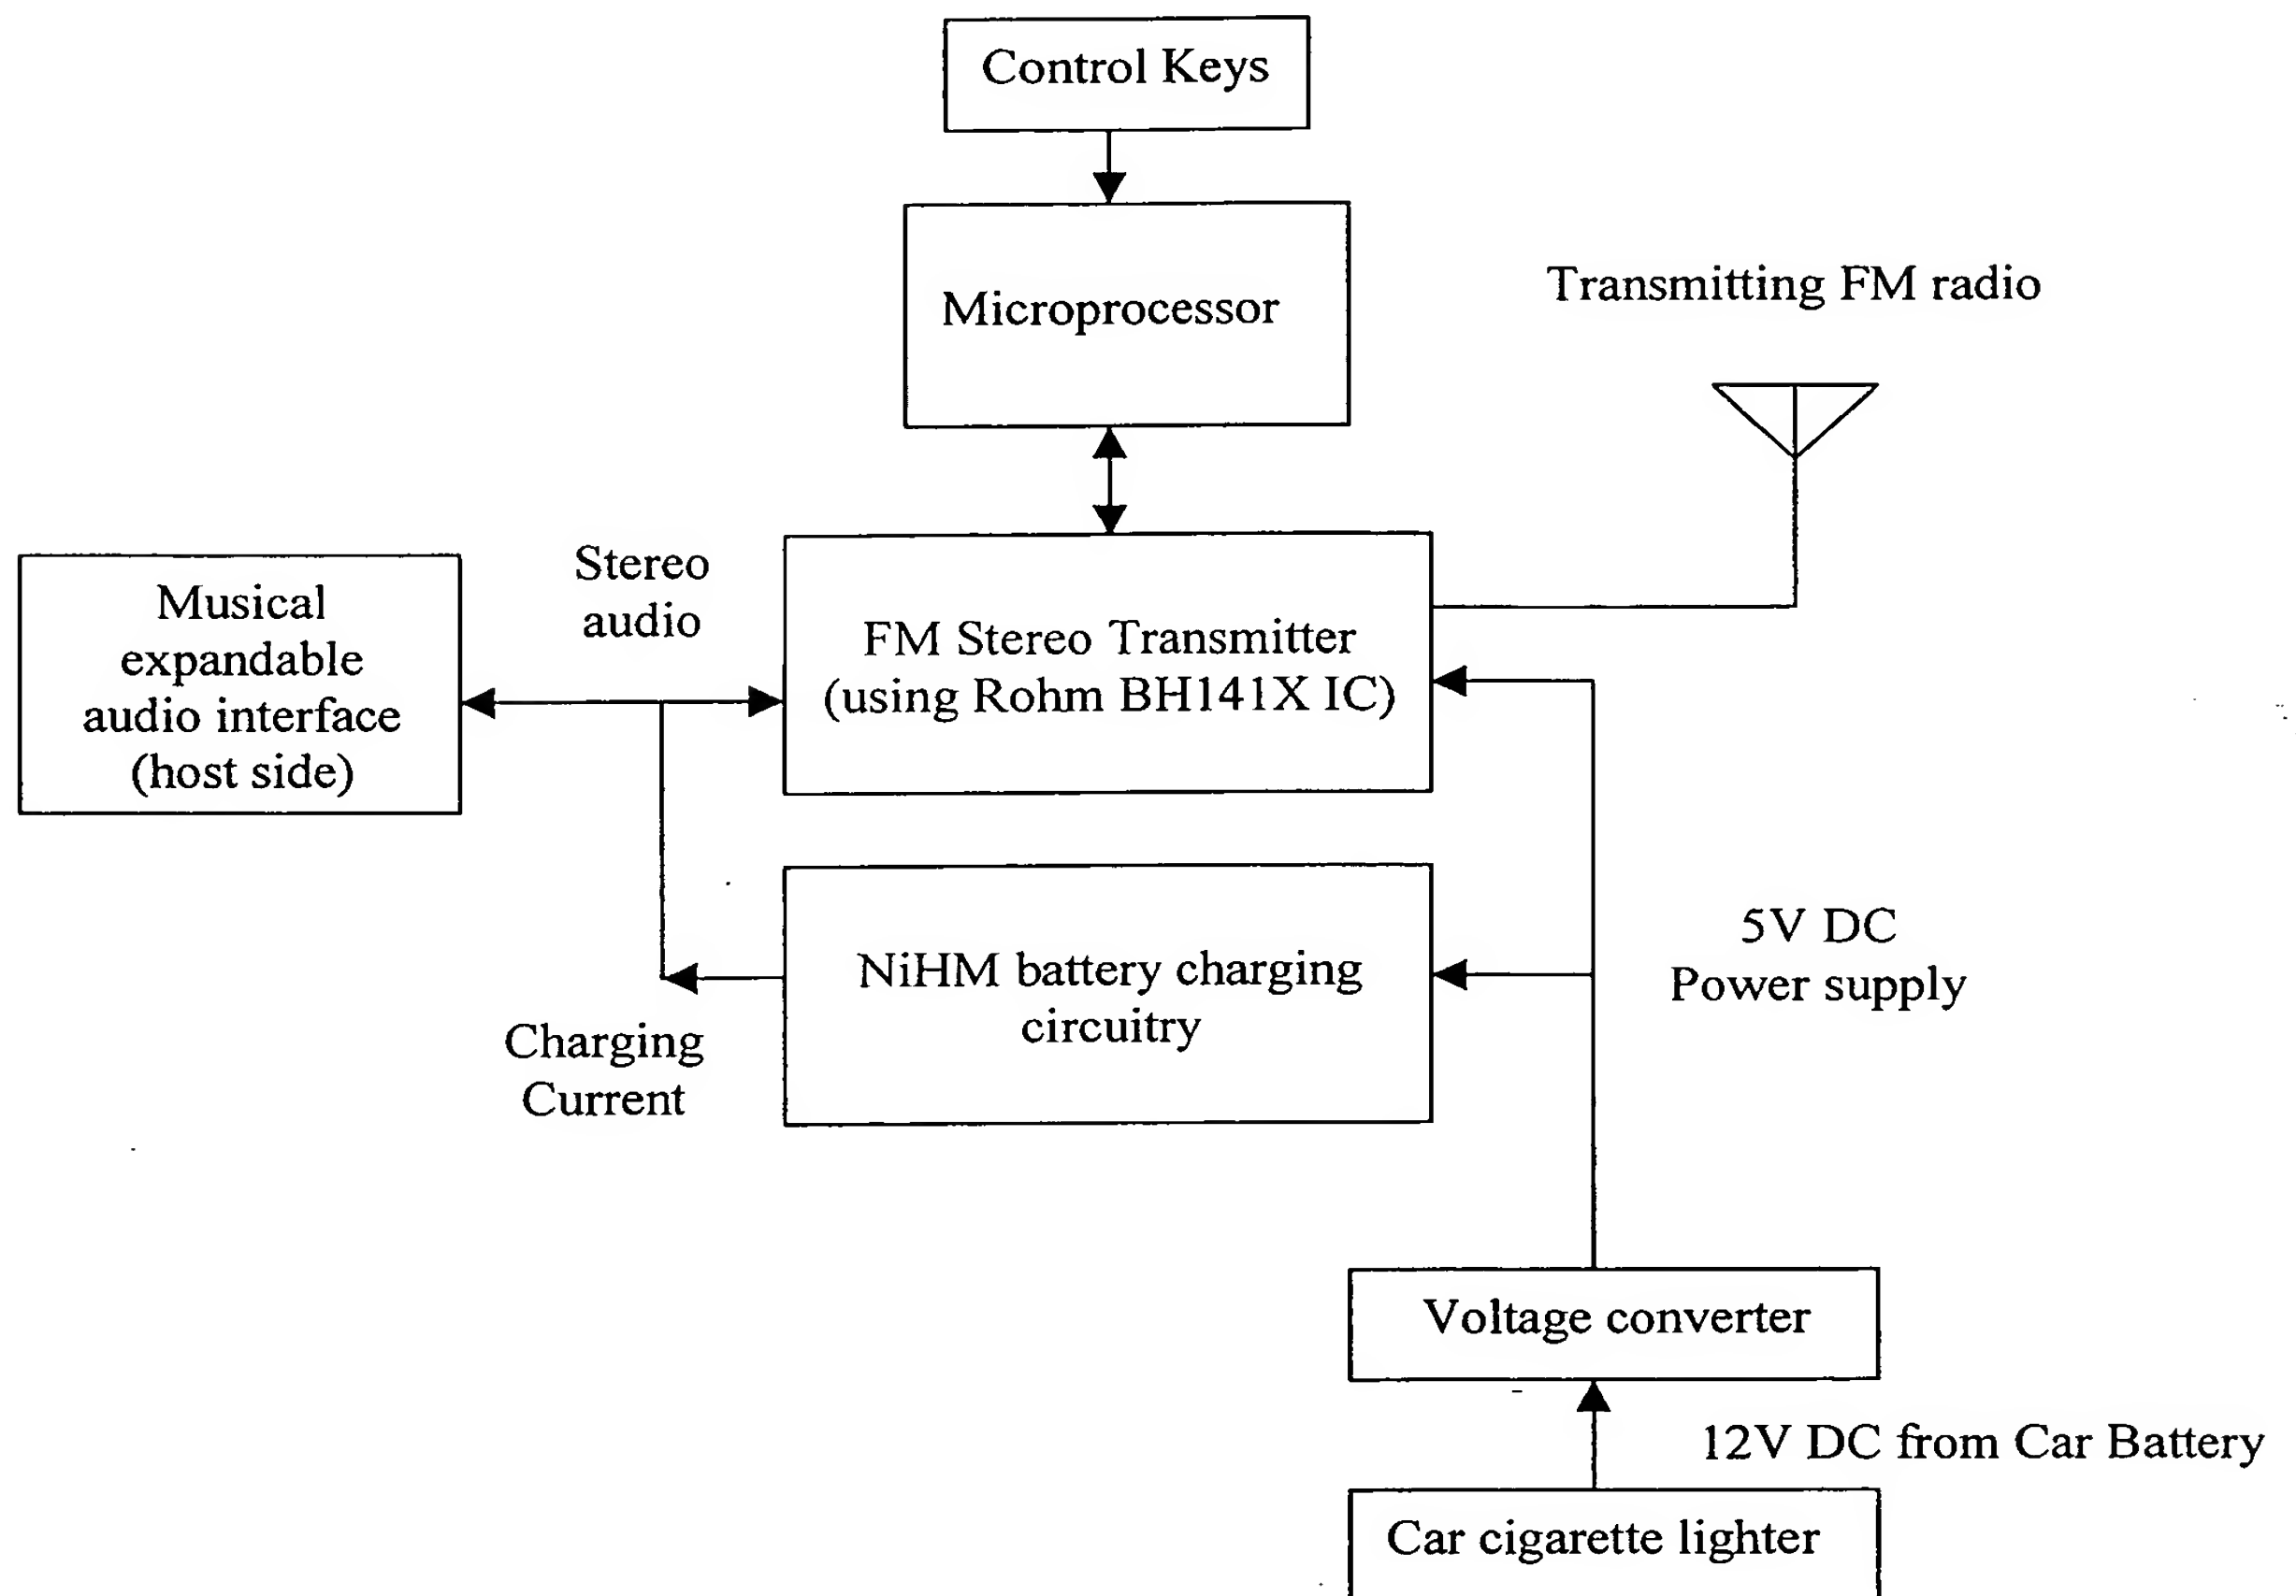 Control Keys
Microprocessor
Transmitting FM radio
Stereo
audio
Musical
expandable
audio interface
(host side)
FM Stereo Transmitter
(using Rohm BH141X IC)
NiHM battery charging
circuitry
5V DC
Power supply
Charging
Current
Voltage converter
12V DC from Car Battery
Car cigarette lighter